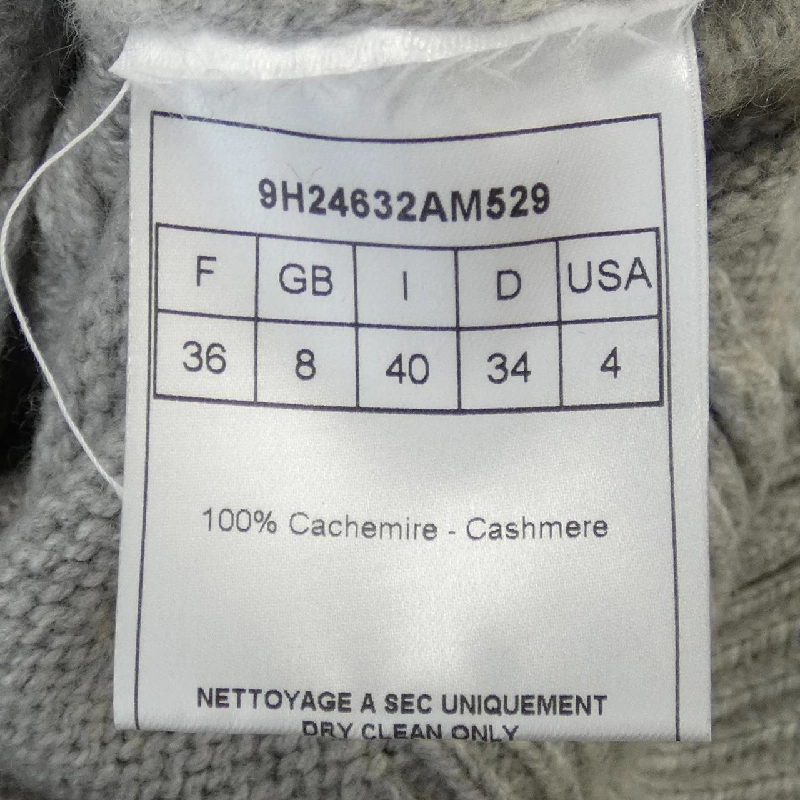 9H24632AM529
F GB I D USA
36 8 40 34 4
100% Cachemire - Cashmere
NETTOYAGE A SEC UNIQUEMENT
DRY CLEAN ONLY